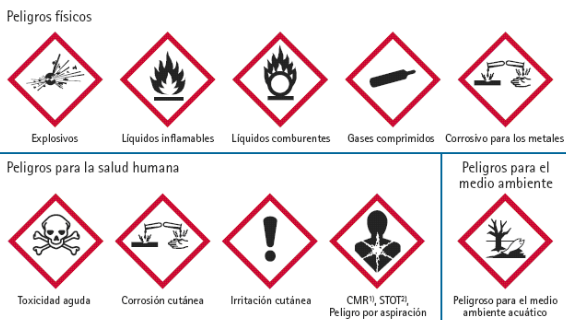 Peligros físicos
Explosivos
Líquidos inflamables
Líquidos comburentes
Gases comprimidos
Corrosivo para los metales
Peligros para la salud humana
Peligros para el
medio ambiente
Toxicidad aguda
Corrosión cutánea
Irritación cutánea
CMR¹⁾, STOT²⁾,
Peligro por aspiración
Peligroso para el medio
ambiente acuático